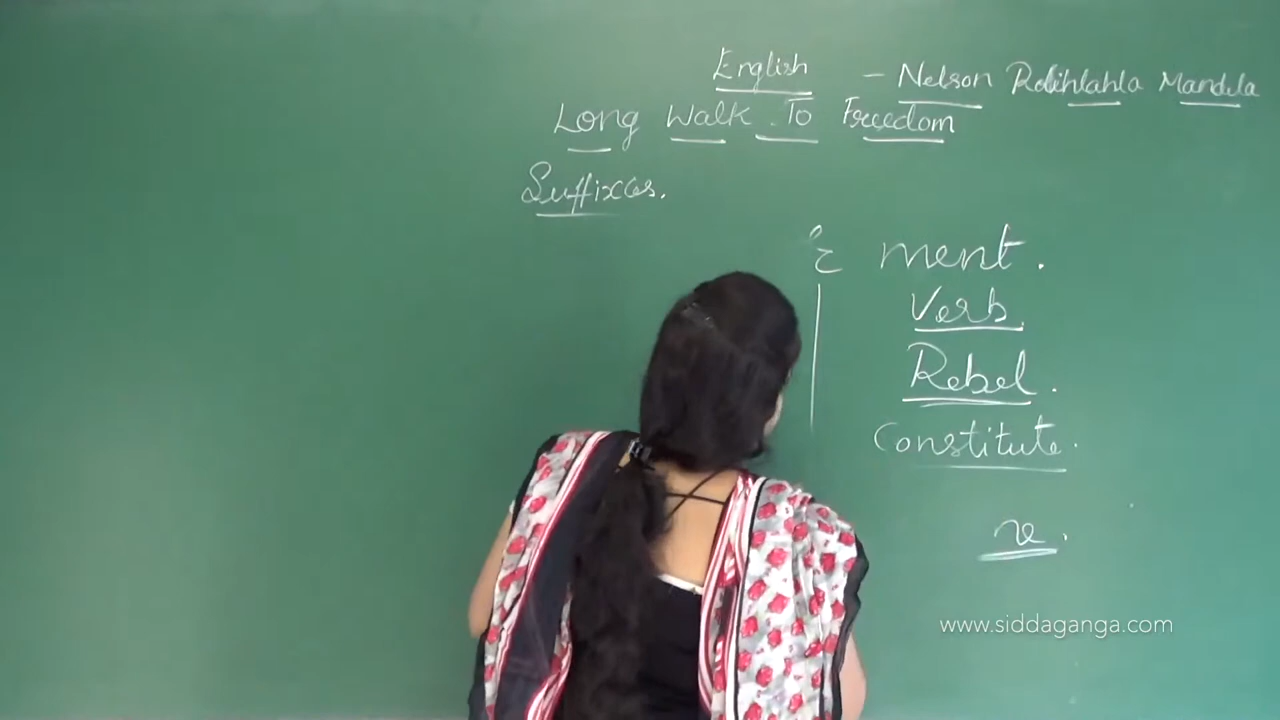 English - Nelson Rolihlahla Mandela
Long Walk To Freedom
Suffixes.
ment.
Verb
Rebel.
Constitute.
www.siddaganga.com